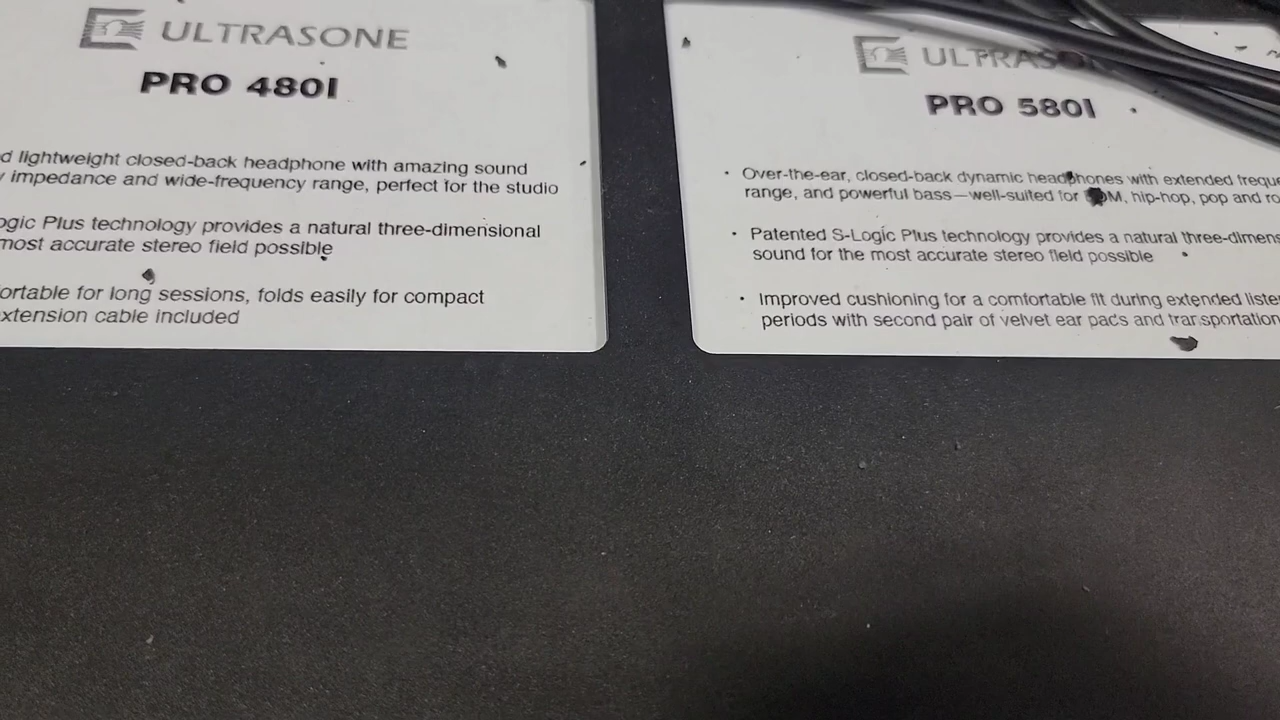 ULTRASONE
PRO 480I
d lightweight closed-back headphone with amazing sound
impedance and wide-frequency range, perfect for the studio
ogic Plus technology provides a natural three-dimensional
most accurate stereo field possible
ortable for long sessions, folds easily for compact
xtension cable included
ULTRASO
PRO 580I
• Over-the-ear, closed-back dynamic headphones with extended freque
range, and powerful bass—well-suited for M, hip-hop, pop and ro
• Patented S-Logic Plus technology provides a natural three-dimens
sound for the most accurate stereo field possible
• Improved cushioning for a comfortable fit during extended liste
periods with second pair of velvet ear pads and transportation